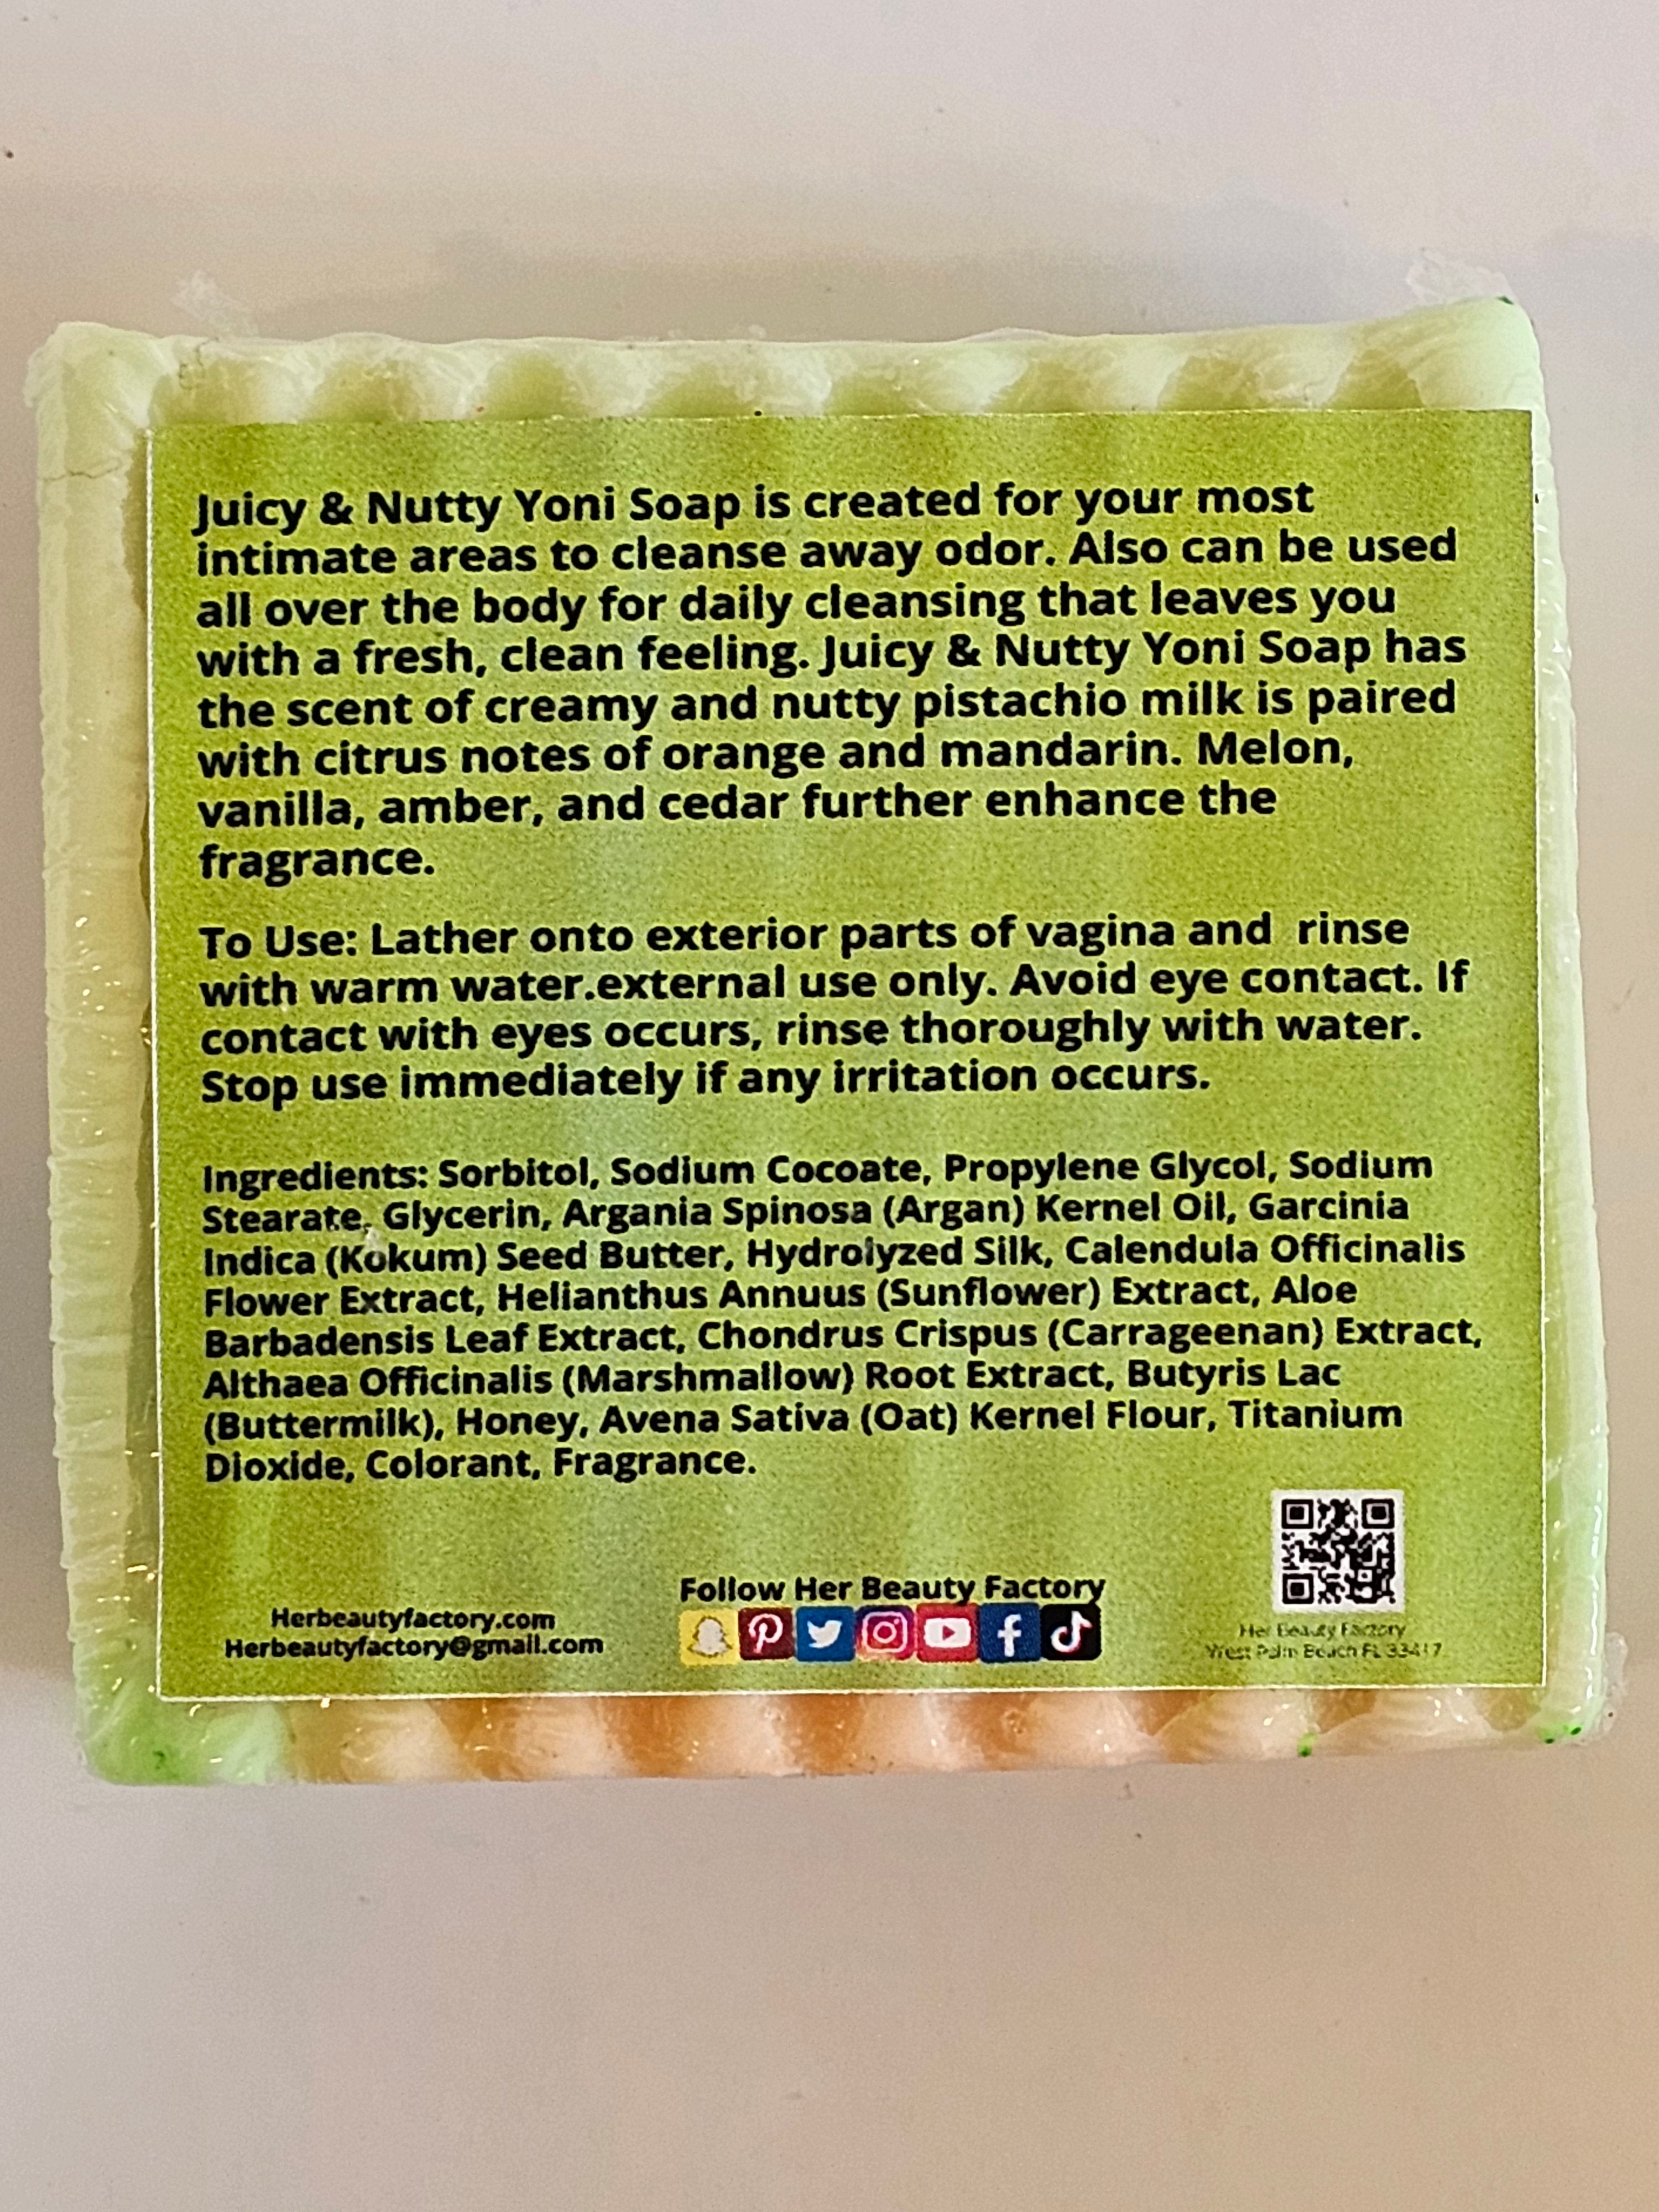 Juicy & Nutty Yoni Soap is created for your most
intimate areas to cleanse away odor. Also can be used
all over the body for daily cleansing that leaves you
with a fresh, clean feeling. Juicy & Nutty Yoni Soap has
the scent of creamy and nutty pistachio milk is paired
with citrus notes of orange and mandarin. Melon,
vanilla, amber, and cedar further enhance the
fragrance.
To Use: Lather onto exterior parts of vagina and rinse
with warm water.external use only. Avoid eye contact. If
contact with eyes occurs, rinse thoroughly with water.
Stop use immediately if any irritation occurs.
Ingredients: Sorbitol, Sodium Cocoate, Propylene Glycol, Sodium
Stearate, Glycerin, Argania Spinosa (Argan) Kernel Oil, Garcinia
Indica (Kokum) Seed Butter, Hydrolyzed Silk, Calendula Officinalis
Flower Extract, Helianthus Annuus (Sunflower) Extract, Aloe
Barbadensis Leaf Extract, Chondrus Crispus (Carrageenan) Extract,
Althaea Officinalis (Marshmallow) Root Extract, Butyris Lac
(Buttermilk), Honey, Avena Sativa (Oat) Kernel Flour, Titanium
Dioxide, Colorant, Fragrance.
Follow Her Beauty Factory
Herbeautyfactory.com
Herbeautyfactory@gmail.com
Her Beauty Factory
West Palm Beach FL 33417